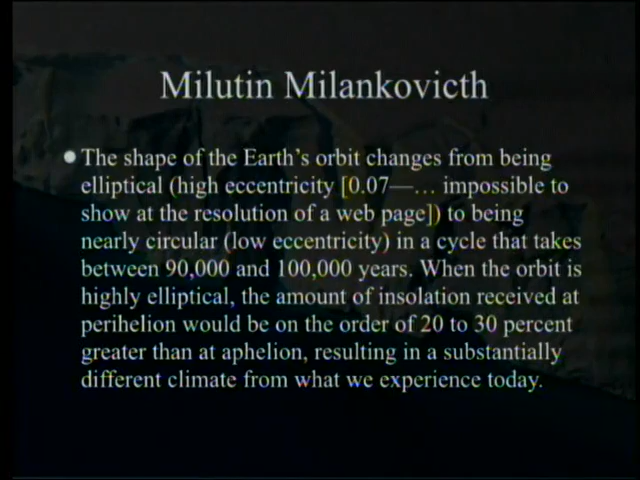 Milutin Milankovicth
• The shape of the Earth's orbit changes from being
elliptical (high eccentricity [0.07—… impossible to
show at the resolution of a web page]) to being
nearly circular (low eccentricity) in a cycle that takes
between 90,000 and 100,000 years. When the orbit is
highly elliptical, the amount of insolation received at
perihelion would be on the order of 20 to 30 percent
greater than at aphelion, resulting in a substantially
different climate from what we experience today.